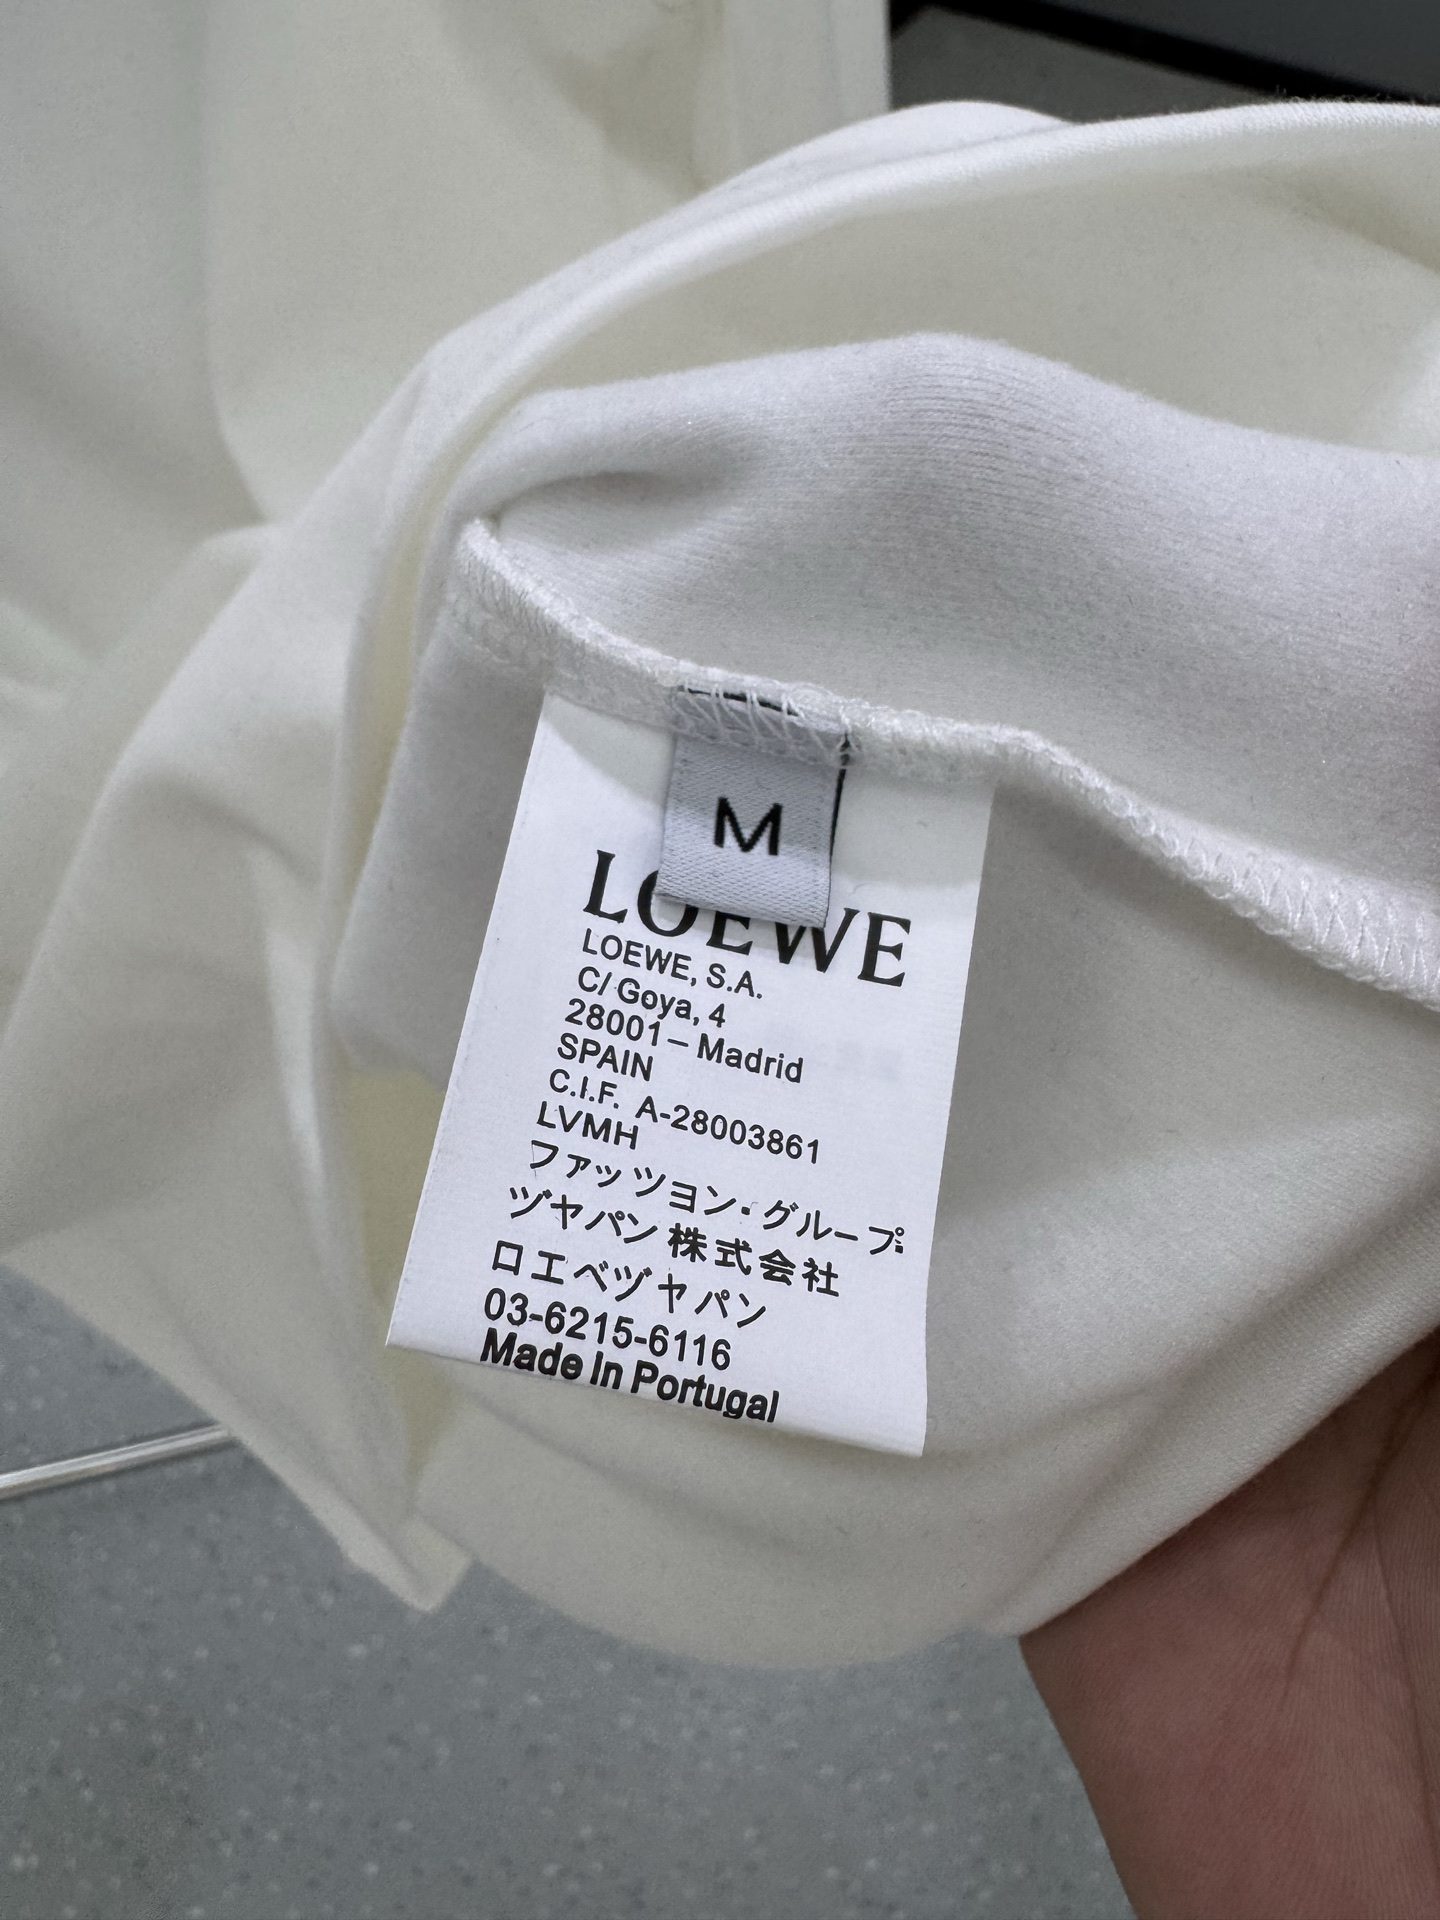 M
LOEWE
LOEWE, S.A.
C/ Goya, 4
28001– Madrid
SPAIN
C.I.F. A-28003861
LVMH
ファッツヨン・グループ
ヅヤパン 株式会社
ロエベヅヤパン
03-6215-6116
Made In Portugal